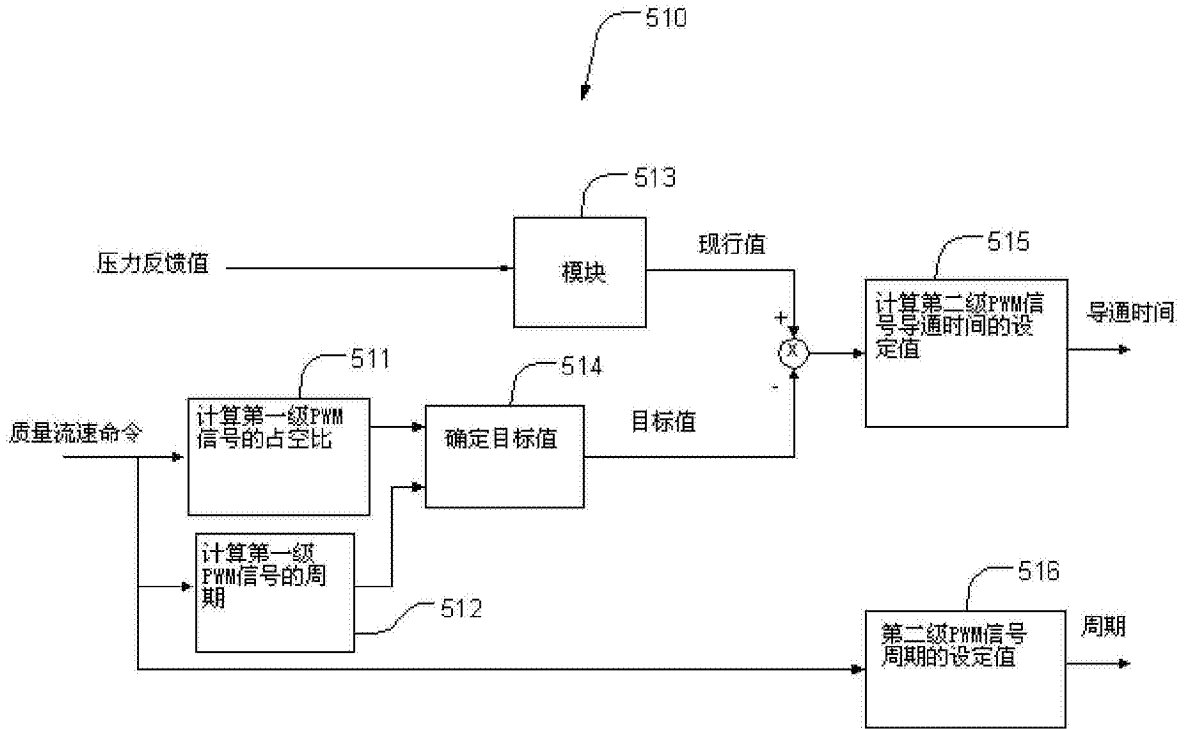 510
513
模块
压力反馈值
现行值
515
计算第二级PWM信
号导通时间的设
定值
导通时间
+
X
-
511
计算第一级PWM
信号的占空比
质量流速命令
514
确定目标值
目标值
计算第一级
PWM信号的周
期
512
516
第二级PWM信号
周期的设定值
周期